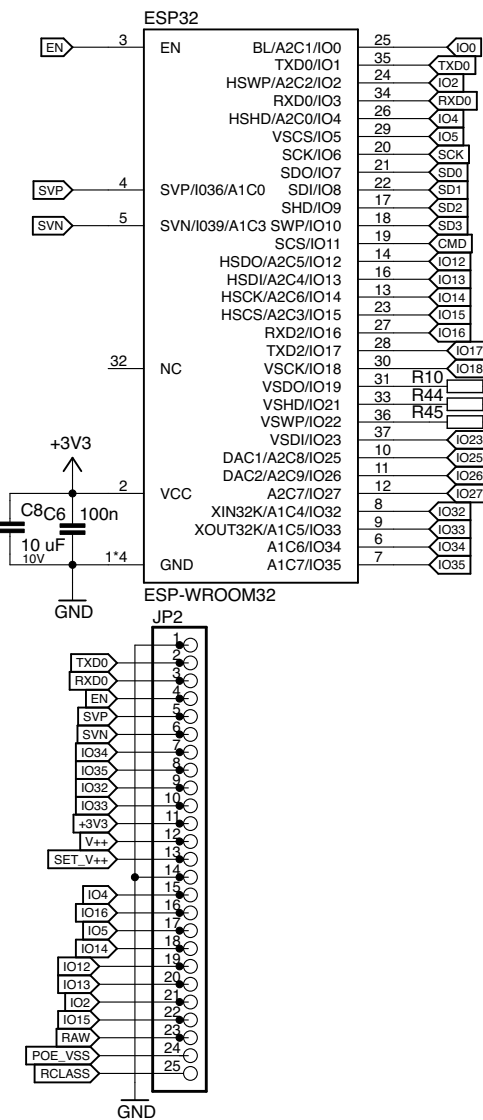 ESP32
EN 3 EN BL/A2C1/IO0 25 IO0
TXD0/IO1 35 TXD0
HSWP/A2C2/IO2 24 IO2
RXD0/IO3 34 RXD0
HSHD/A2C0/IO4 26 IO4
VSCS/IO5 29 IO5
SCK/IO6 20 SCK
SDO/IO7 21 SD0
SVP 4 SVP/I036/A1C0 SDI/IO8 22 SD1
SHD/IO9 17 SD2
SVN 5 SVN/I039/A1C3 SWP/IO10 18 SD3
SCS/IO11 19 CMD
HSDO/A2C5/IO12 14 IO12
HSDI/A2C4/IO13 16 IO13
HSCK/A2C6/IO14 13 IO14
HSCS/A2C3/IO15 23 IO15
RXD2/IO16 27 IO16
TXD2/IO17 28 IO17
32 NC VSCK/IO18 30 IO18
VSDO/IO19 31 R10
VSHD/IO21 33 R44
VSWP/IO22 36 R45
VSDI/IO23 37 IO23
+3V3 DAC1/A2C8/IO25 10 IO25
DAC2/A2C9/IO26 11 IO26
2 VCC A2C7/IO27 12 IO27
C8 C6 100n XIN32K/A1C4/IO32 8 IO32
XOUT32K/A1C5/IO33 9 IO33
10 uF A1C6/IO34 6 IO34
10V 1*4 GND A1C7/IO35 7 IO35
GND
ESP-WROOM32
JP2
1
TXD0 2
RXD0 3
EN 4
SVP 5
SVN 6
IO34 7
IO35 8
IO32 9
IO33 10
+3V3 11
V++ 12
SET_V++ 13
14
IO4 15
IO16 16
IO5 17
IO14 18
IO12 19
IO13 20
IO2 21
IO15 22
RAW 23
POE_VSS 24
RCLASS 25
GND